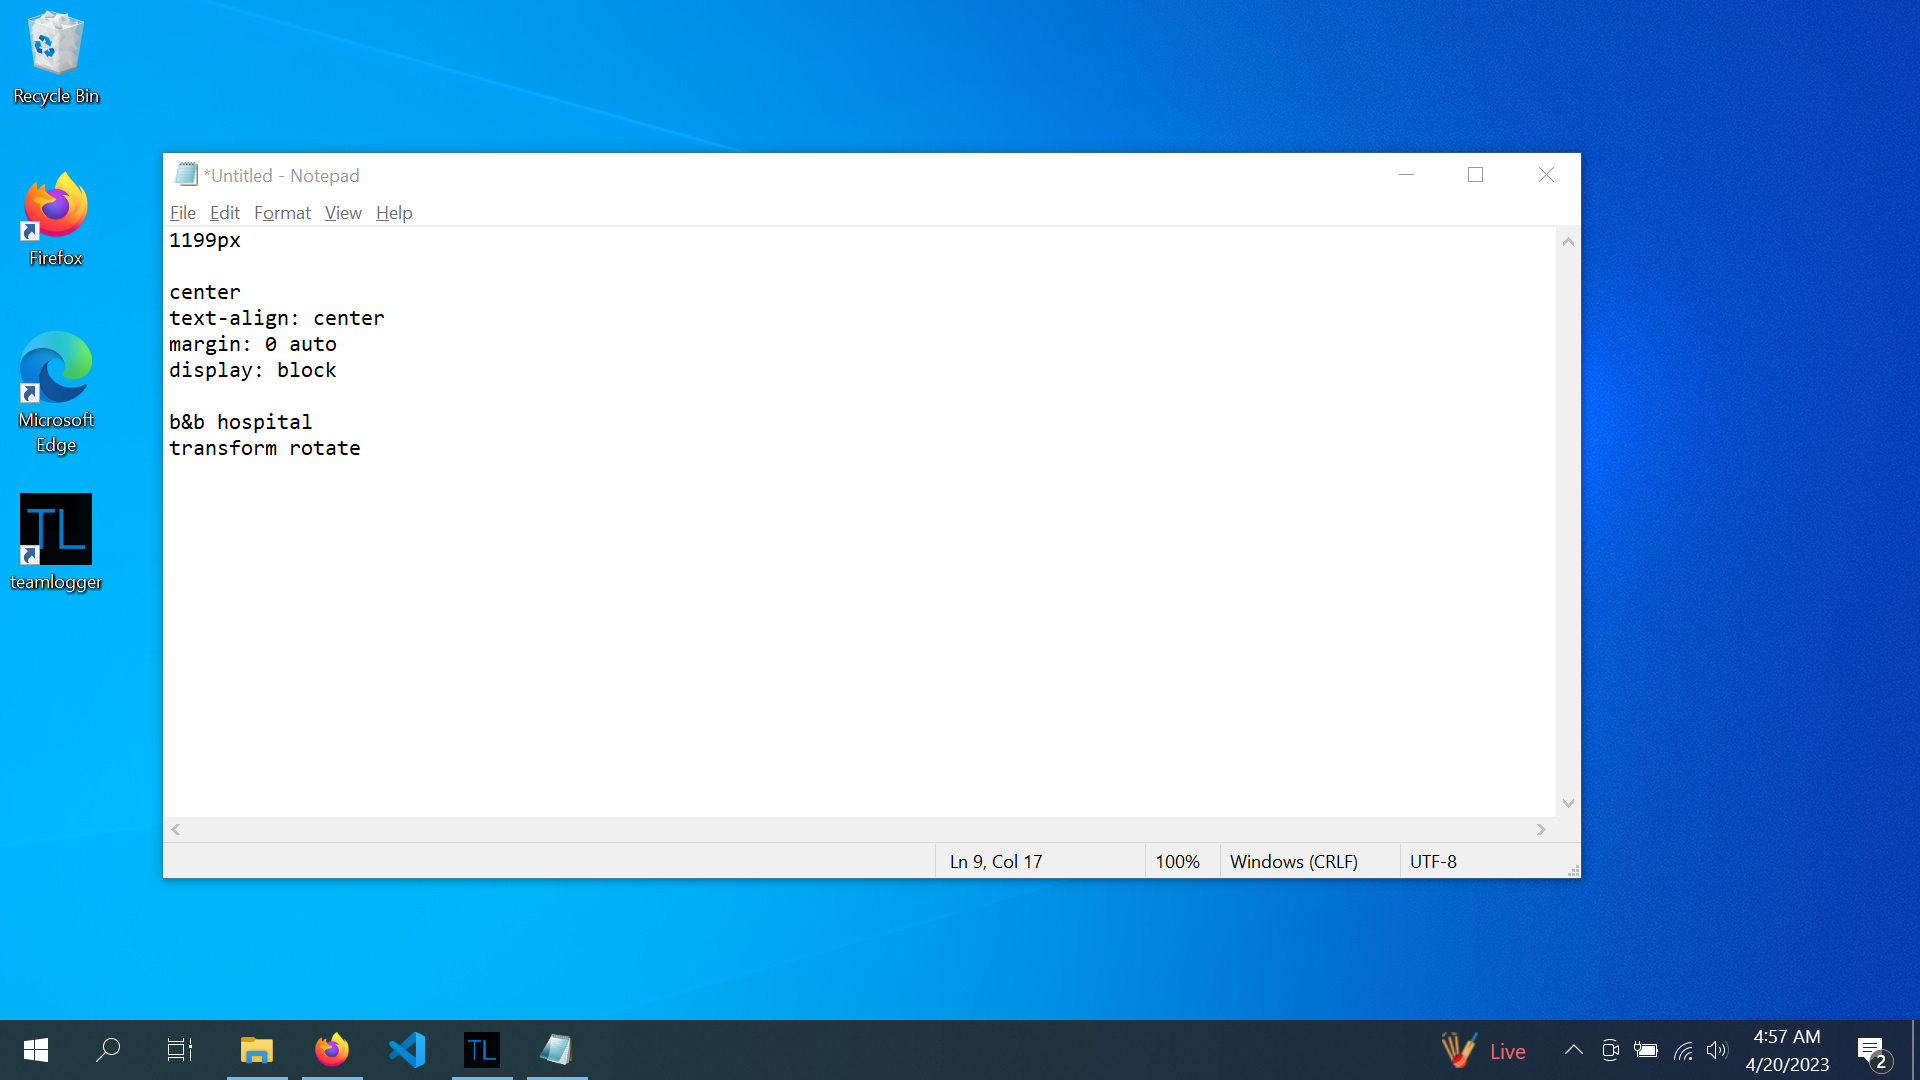 Recycle Bin
Firefox
Microsoft
Edge
TL
teamlogger
*Untitled - Notepad
File Edit Format View Help
1199px
center
text-align: center
margin: 0 auto
display: block
b&b hospital
transform rotate
Ln 9, Col 17 100% Windows (CRLF) UTF-8
TL
Live
4:57 AM
4/20/2023
2